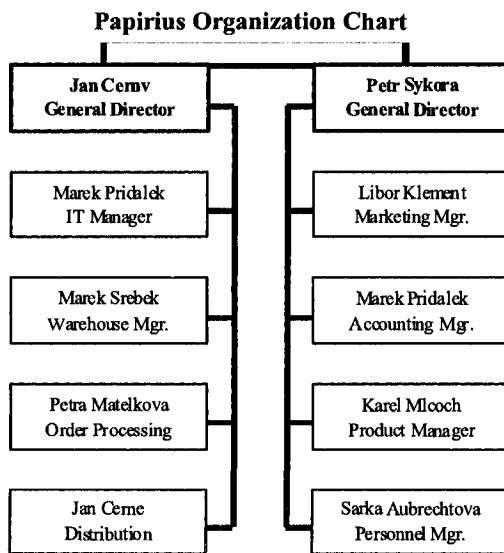 Papirius Organization Chart
Jan Cerny
General Director
Petr Sykora
General Director
Marek Pridalek
IT Manager
Libor Klement
Marketing Mgr.
Marek Srebek
Warehouse Mgr.
Marek Pridalek
Accounting Mgr.
Petra Matelkova
Order Processing
Karel Mlcoch
Product Manager
Jan Cerne
Distribution
Sarka Aubrechtova
Personnel Mgr.